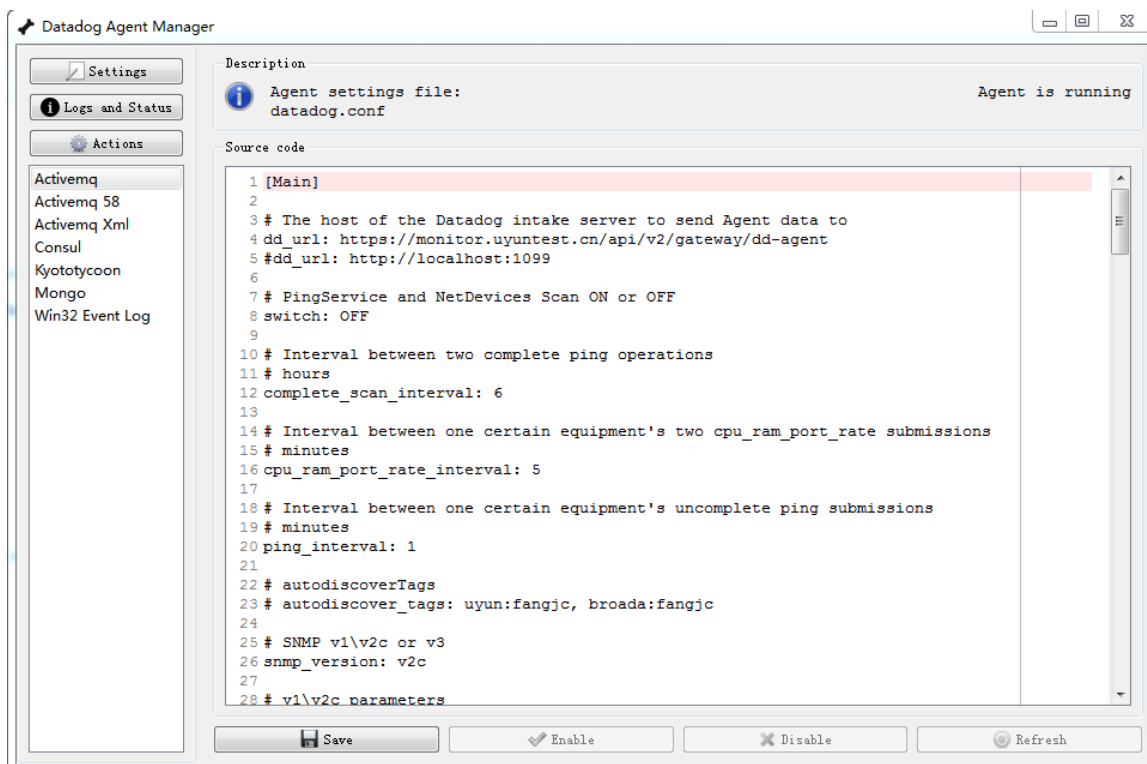 Datadog Agent Manager
Settings
Logs and Status
Actions
Activemq
Activemq 58
Activemq Xml
Consul
Kyototycoon
Mongo
Win32 Event Log
Description
Agent settings file:
datadog.conf
Agent is running
Source code
1 [Main]
2
3 # The host of the Datadog intake server to send Agent data to
4 dd_url: https://monitor.uyuntest.cn/api/v2/gateway/dd-agent
5 #dd_url: http://localhost:1099
6
7 # PingService and NetDevices Scan ON or OFF
8 switch: OFF
9
10 # Interval between two complete ping operations
11 # hours
12 complete_scan_interval: 6
13
14 # Interval between one certain equipment's two cpu_ram_port_rate submissions
15 # minutes
16 cpu_ram_port_rate_interval: 5
17
18 # Interval between one certain equipment's uncomplete ping submissions
19 # minutes
20 ping_interval: 1
21
22 # autodiscoverTags
23 # autodiscover_tags: uyun:fangjc, broada:fangjc
24
25 # SNMP v1\v2c or v3
26 snmp_version: v2c
27
28 # v1\v2c parameters
Save
Enable
Disable
Refresh